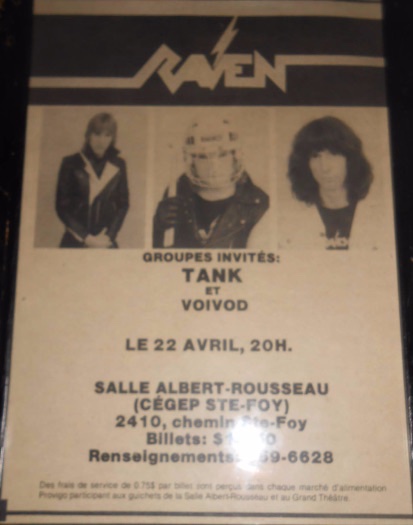 RAVEN
GROUPES INVITÉS:
TANK
ET
VOIVOD
LE 22 AVRIL, 20H.
SALLE ALBERT-ROUSSEAU
(CÉGEP STE-FOY)
2410, chemin Ste-Foy
Billets:
Renseignements:
Des frais de service de 0.75$ par billet sont perçus dans chaque marché d'alimentation
Provigo participant aux guichets de la Salle Albert-Rousseau et au Grand Théâtre.